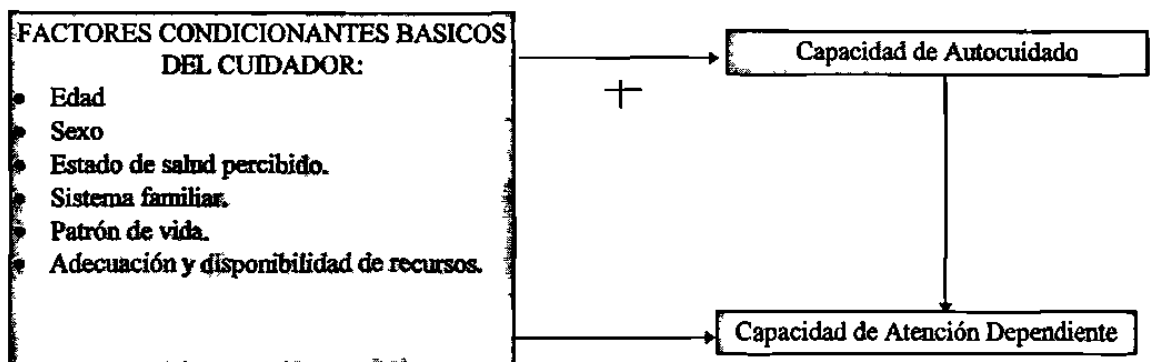 FACTORES CONDICIONANTES BASICOS
DEL CUIDADOR:
• Edad
• Sexo
• Estado de salud percibido.
• Sistema familiar.
• Patrón de vida.
• Adecuación y disponibilidad de recursos.
+
Capacidad de Autocuidado
Capacidad de Atención Dependiente